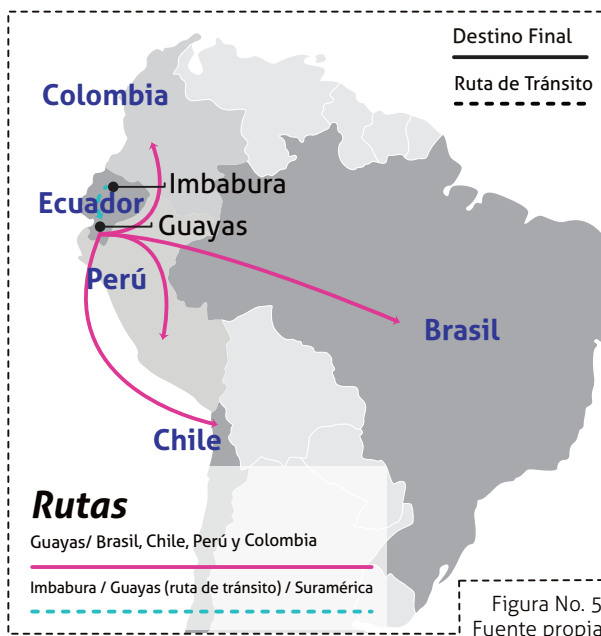 Destino Final
Ruta de Tránsito
Colombia
Imbabura
Ecuador
Guayas
Perú
Brasil
Chile
Rutas
Guayas/ Brasil, Chile, Perú y Colombia
Imbabura / Guayas (ruta de tránsito) / Suramérica
Figura No. 5
Fuente propia